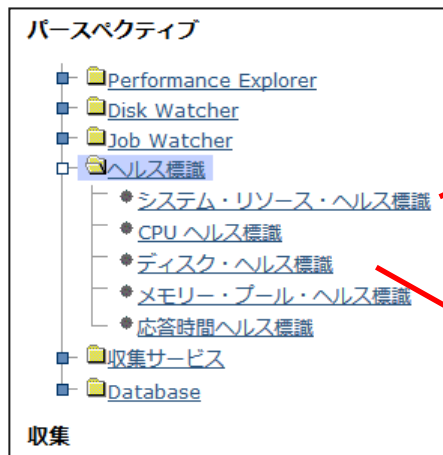 パースペクティブ
Performance Explorer
Disk Watcher
Job Watcher
ヘルス標識
システム・リソース・ヘルス標識
CPU ヘルス標識
ディスク・ヘルス標識
メモリー・プール・ヘルス標識
応答時間ヘルス標識
収集サービス
Database
収集